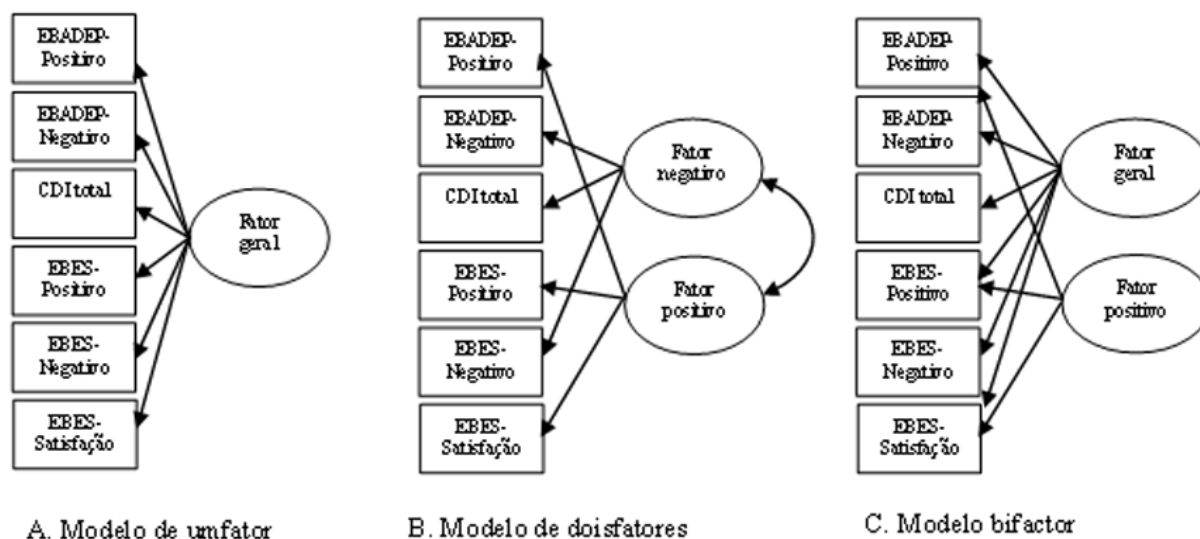 EBADEP-
Positivo
EBADEP-
Negativo
CDI total
EBES-
Positivo
EBES-
Negativo
EBES-
Satisfação
Fator
geral
A. Modelo de umfator
EBADEP-
Positivo
EBADEP-
Negativo
CDI total
EBES-
Positivo
EBES-
Negativo
EBES-
Satisfação
Fator
negativo
Fator
positivo
B. Modelo de doisfatores
EBADEP-
Positivo
EBADEP-
Negativo
CDI total
EBES-
Positivo
EBES-
Negativo
EBES-
Satisfação
Fator
geral
Fator
positivo
C. Modelo bifactor